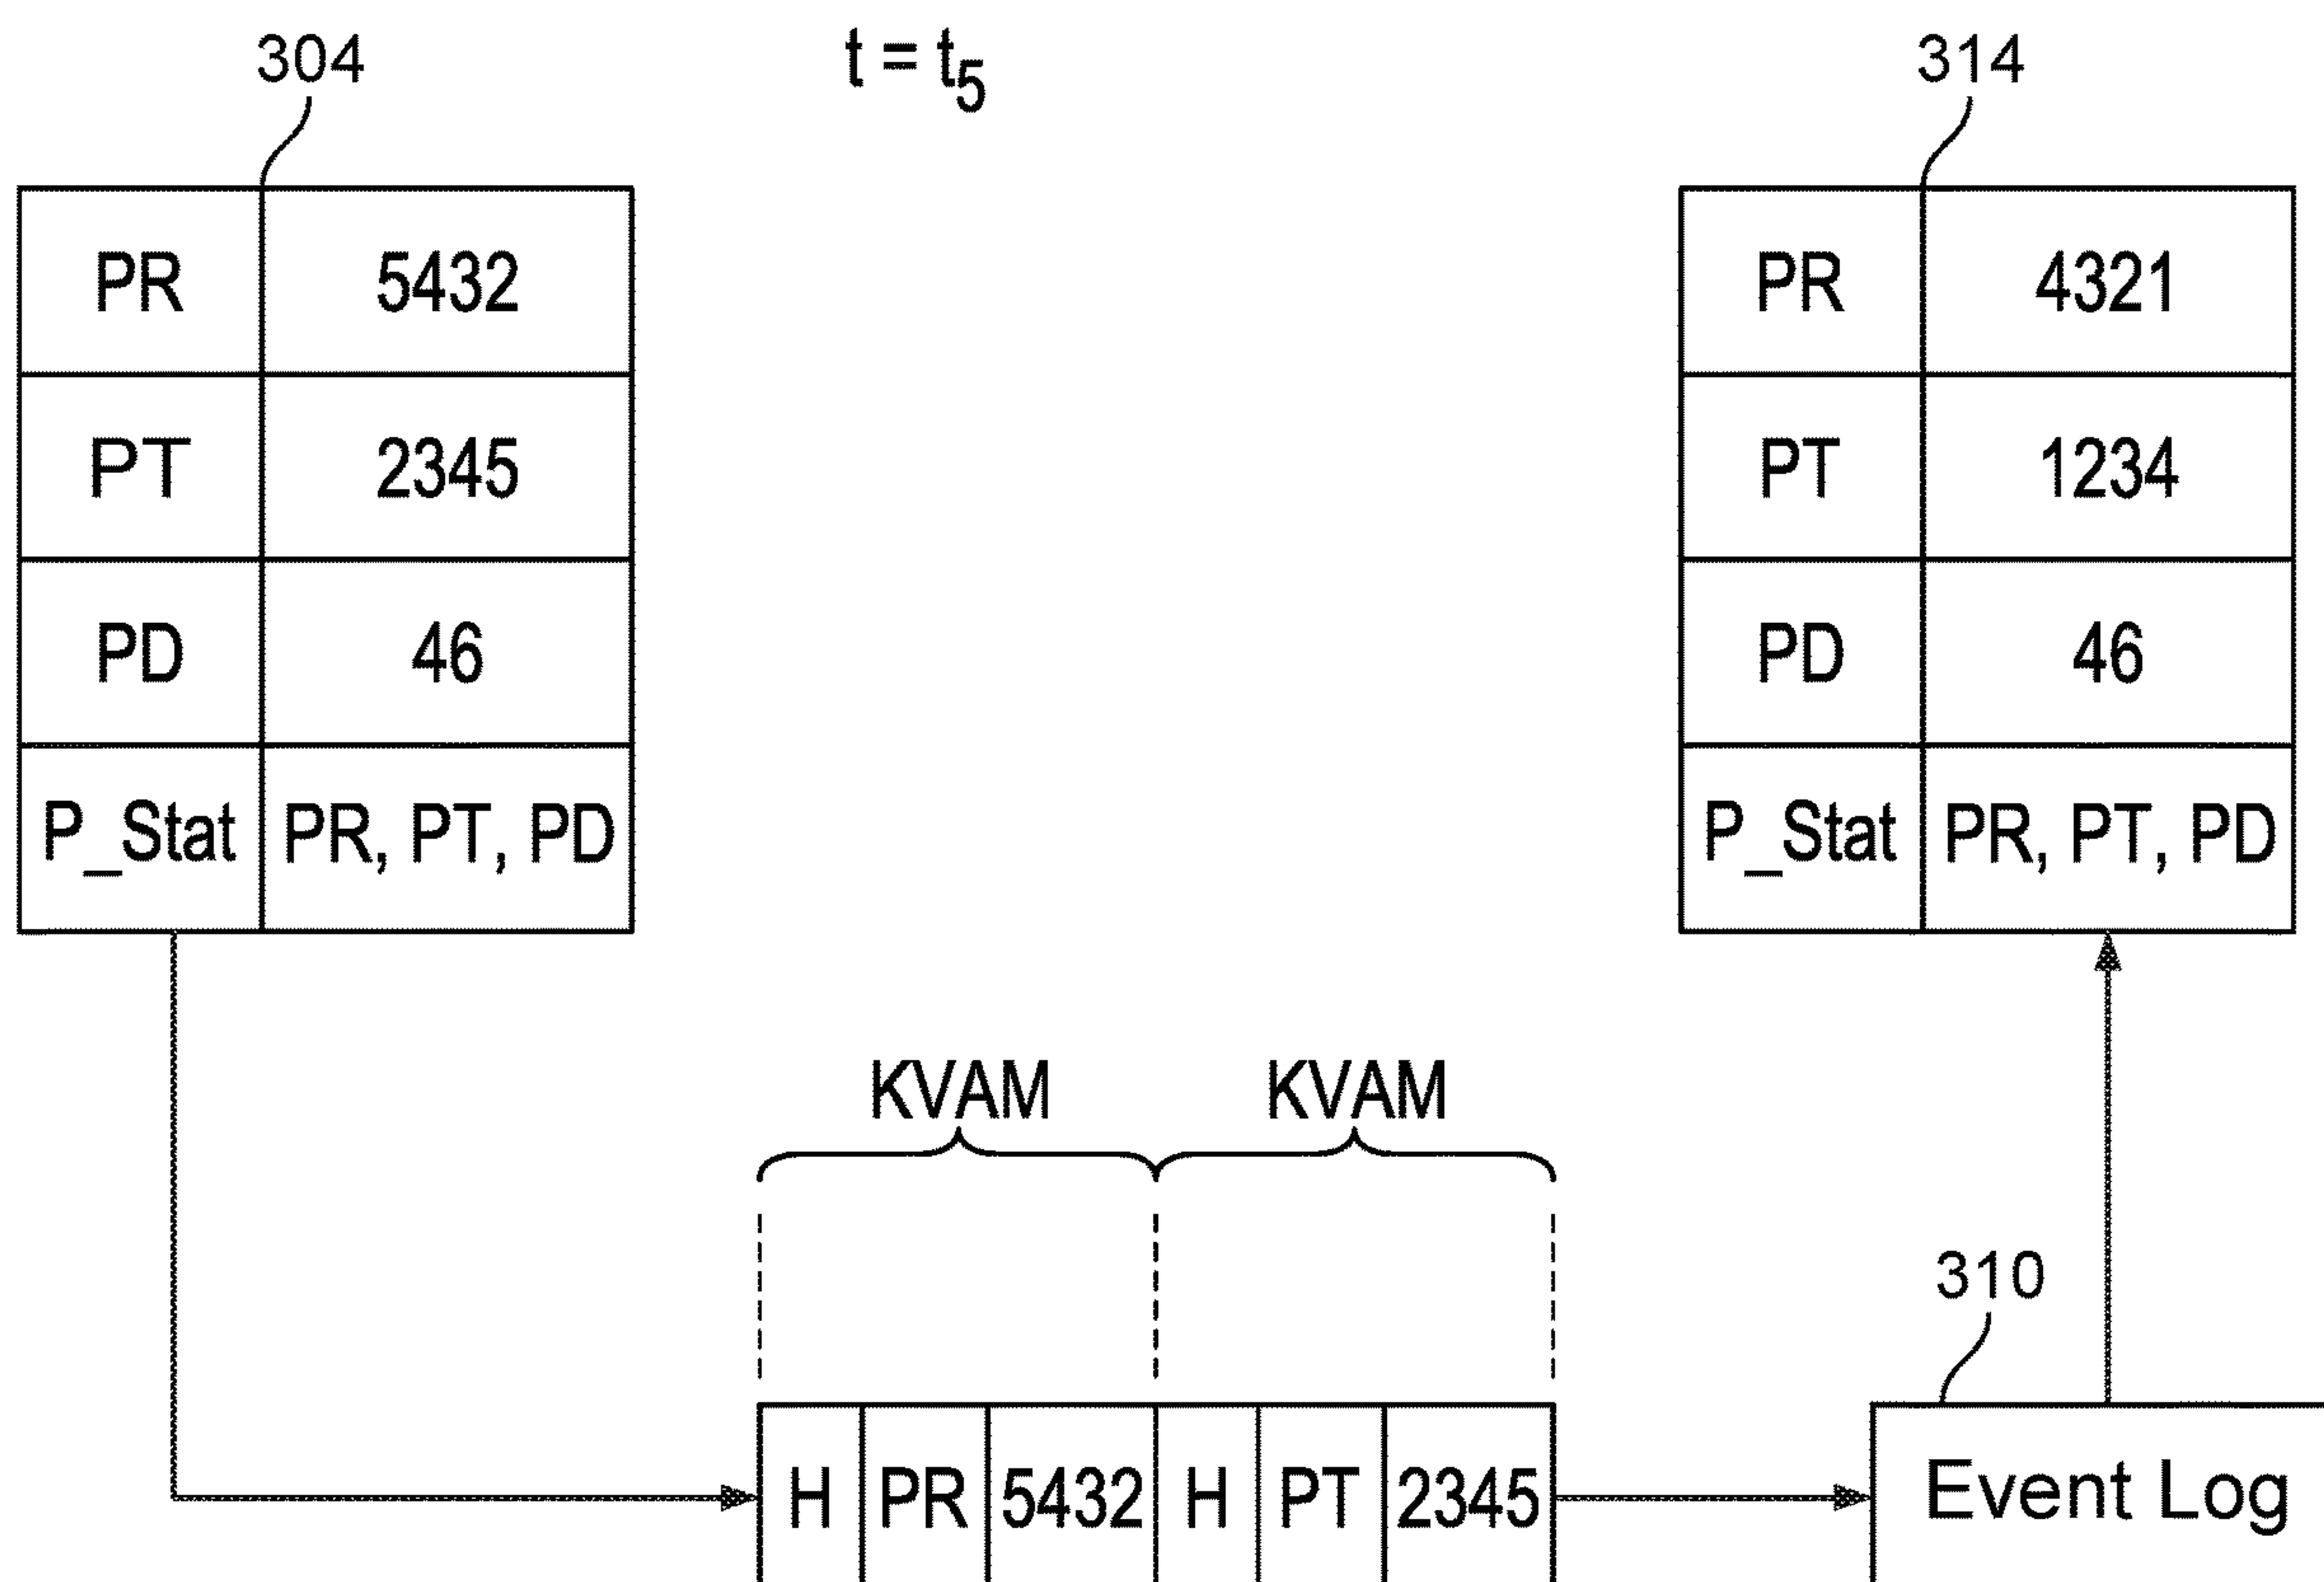 304 t = t5 314
PR 5432 PR 4321
PT 2345 PT 1234
PD 46 PD 46
P_Stat PR, PT, PD P_Stat PR, PT, PD
KVAM KVAM
310
H PR 5432 H PT 2345 Event Log